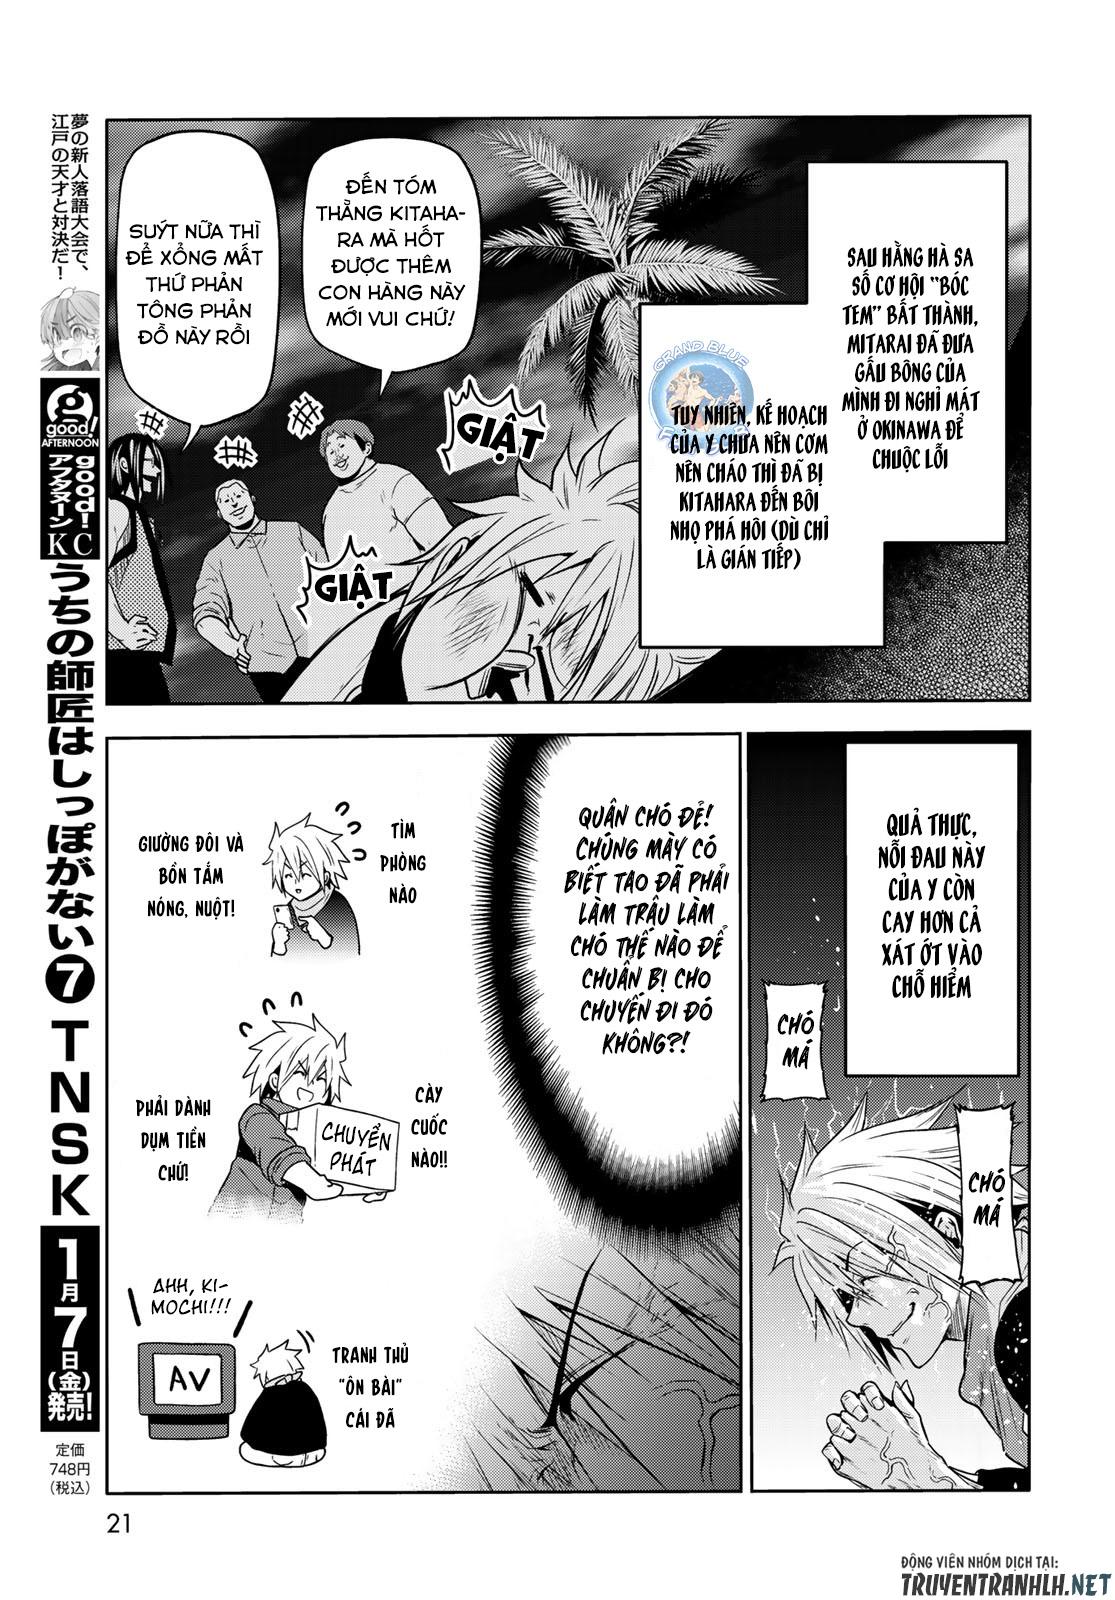 SAU HẰNG HÀ SA
SỐ CƠ HỘI "BÓC
TEM" BẤT THÀNH,
MITARAI ĐÃ ĐƯA
GẤU BÔNG CỦA
MÌNH ĐI NGHỈ MÁT
Ở OKINAWA ĐỂ
CHUỘC LỖI
GRAND BLUE
TUY NHIÊN, KẾ HOẠCH
CỦA Y CHƯA NÊN CƠM
NÊN CHÁO THÌ ĐÃ BỊ
KITAHARA ĐẾN BÔI
NHỌ PHÁ HÔI (DÙ CHỈ
LÀ GIÁN TIẾP)
ĐẾN TÓM
THẰNG KITAHA-
RA MÀ HỐT
ĐƯỢC THÊM
CON HÀNG NÀY
MỚI VUI CHỨ!
SUÝT NỮA THÌ
ĐỂ XỔNG MẤT
THỨ PHẢN
TÔNG PHẢN
ĐỒ NÀY RỒI
GIẬT
GIẬT
QUẢ THỰC,
NỖI ĐAU NÀY
CỦA Y CÒN
CAY HƠN CẢ
XÁT ỚT VÀO
CHỖ HIỂM
CHÓ
MÁ
CHÓ
MÁ
QUÂN CHÓ ĐẺ!
CHÚNG MÀY CÓ
BIẾT TAO ĐÃ PHẢI
LÀM TRÂU LÀM
CHÓ THẾ NÀO ĐỂ
CHUẨN BỊ CHO
CHUYẾN ĐI ĐÓ
KHÔNG?!
TÌM
PHÒNG
NÀO
GIƯỜNG ĐÔI VÀ
BỒN TẮM
NÓNG, NUỘT!
CÀY
CUỐC
NÀO!!
CHUYỂN
PHÁT
PHẢI DÀNH
DỤM TIỀN
CHỨ!
AHH, KI-
MOCHI!!!
AV
TRANH THỦ
"ÔN BÀI"
CÁI ĐÃ
夢の新人落語大会で、
江戸の天才と対決だ！
good!
AFTERNOON
good!
アフタヌーン
KC
うちの師匠はしっぽがない❼
TNSK
1月7日(金)発売!
定価
748円
(税込)
21
ĐỘNG VIÊN NHÓM DỊCH TẠI:
TRUYENTRANHLH.NET